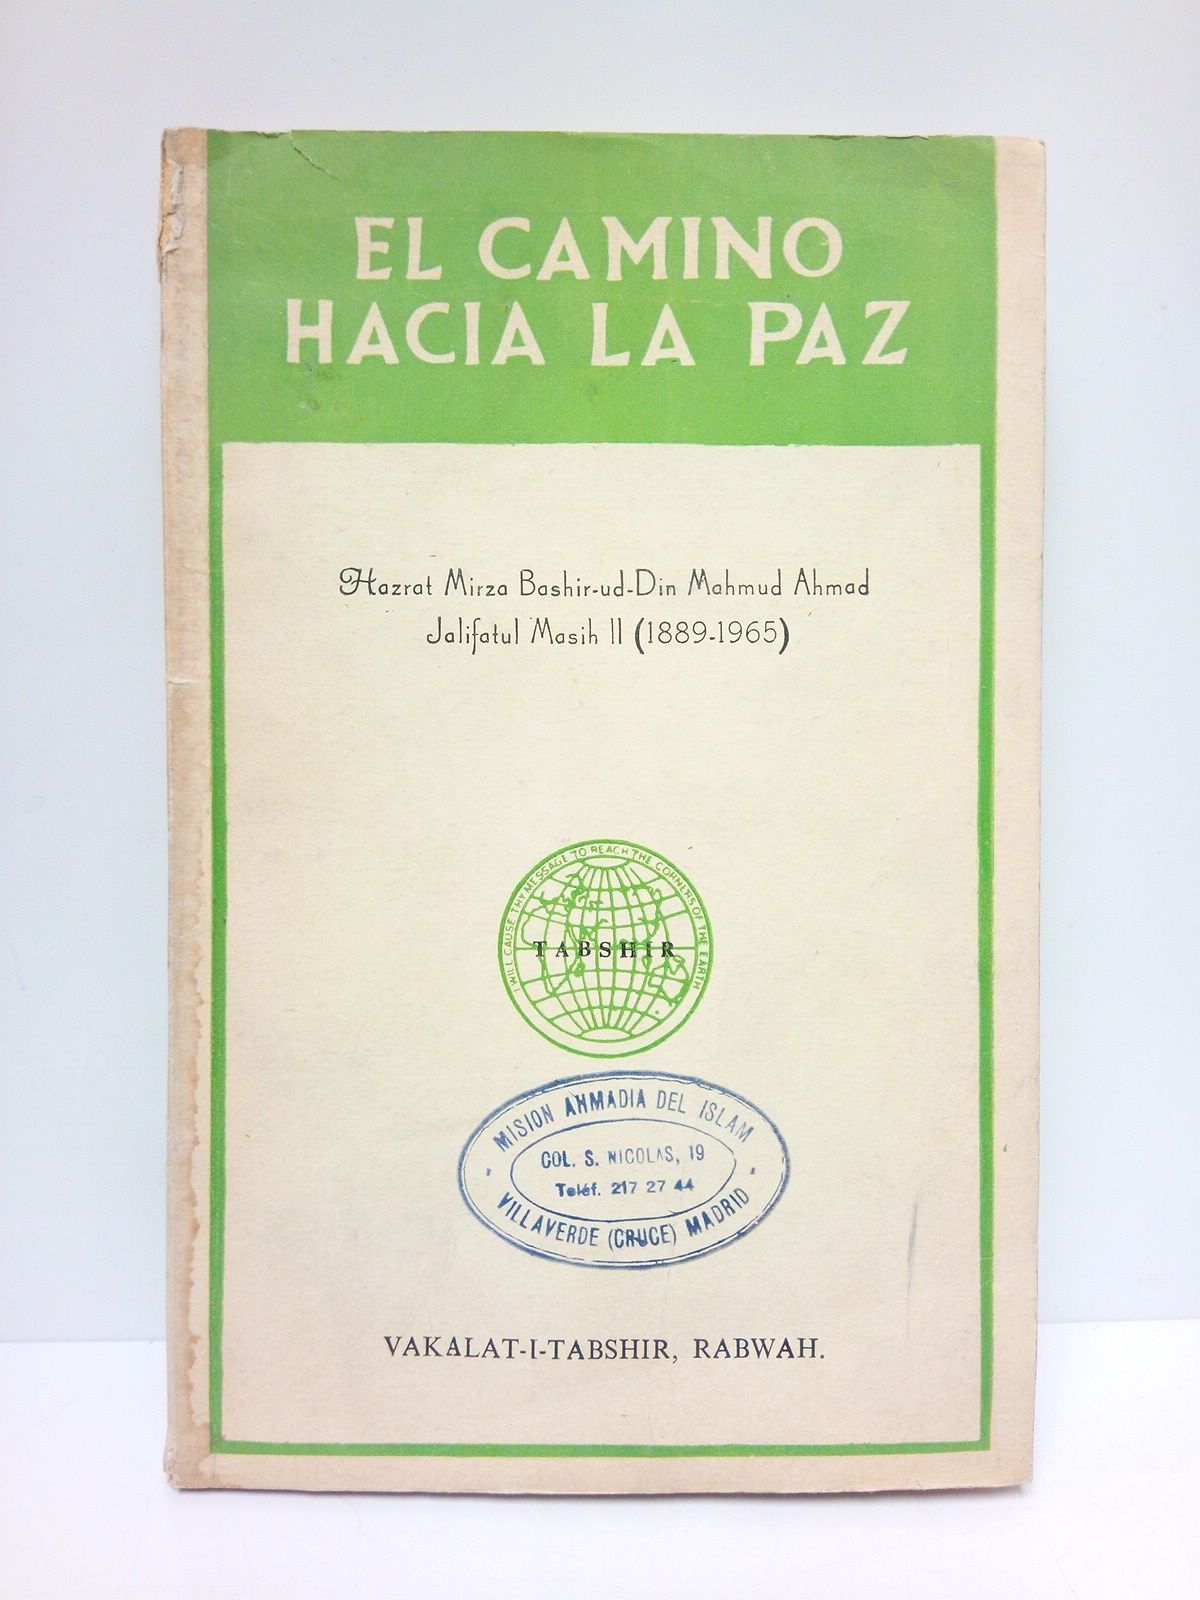 EL CAMINO
HACIA LA PAZ
Hazrat Mirza Bashir-ud-Din Mahmud Ahmad
Jalifatul Masih II (1889-1965)
I WILL CAUSE THY MESSAGE TO REACH THE CORNERS OF THE EARTH
TABSHIR
MISION AHMADIA DEL ISLAM
COL. S. NICOLAS, 19
Teléf. 217 27 44
VILLAVERDE (CRUCE) MADRID
VAKALAT-I-TABSHIR, RABWAH.